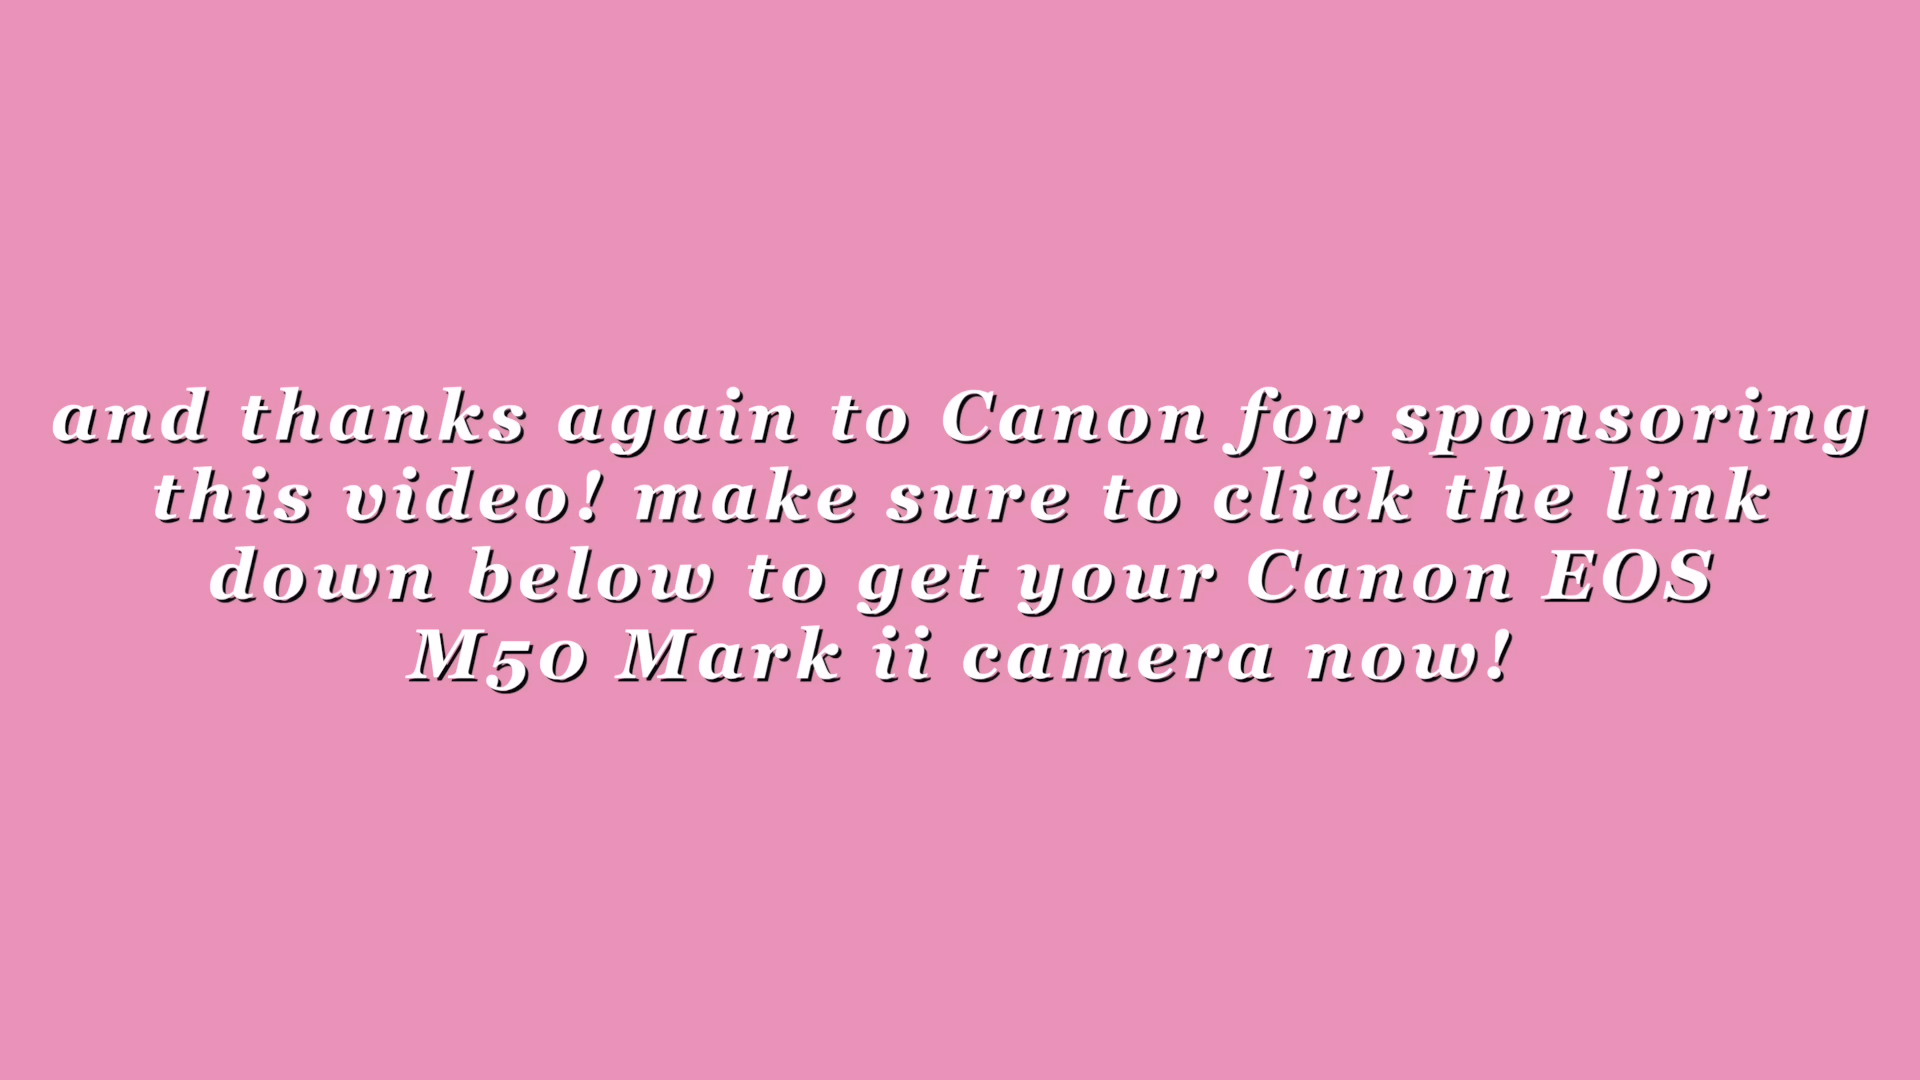 and thanks again to Canon for sponsoring
this video! make sure to click the link
down below to get your Canon EOS
M50 Mark ii camera now!